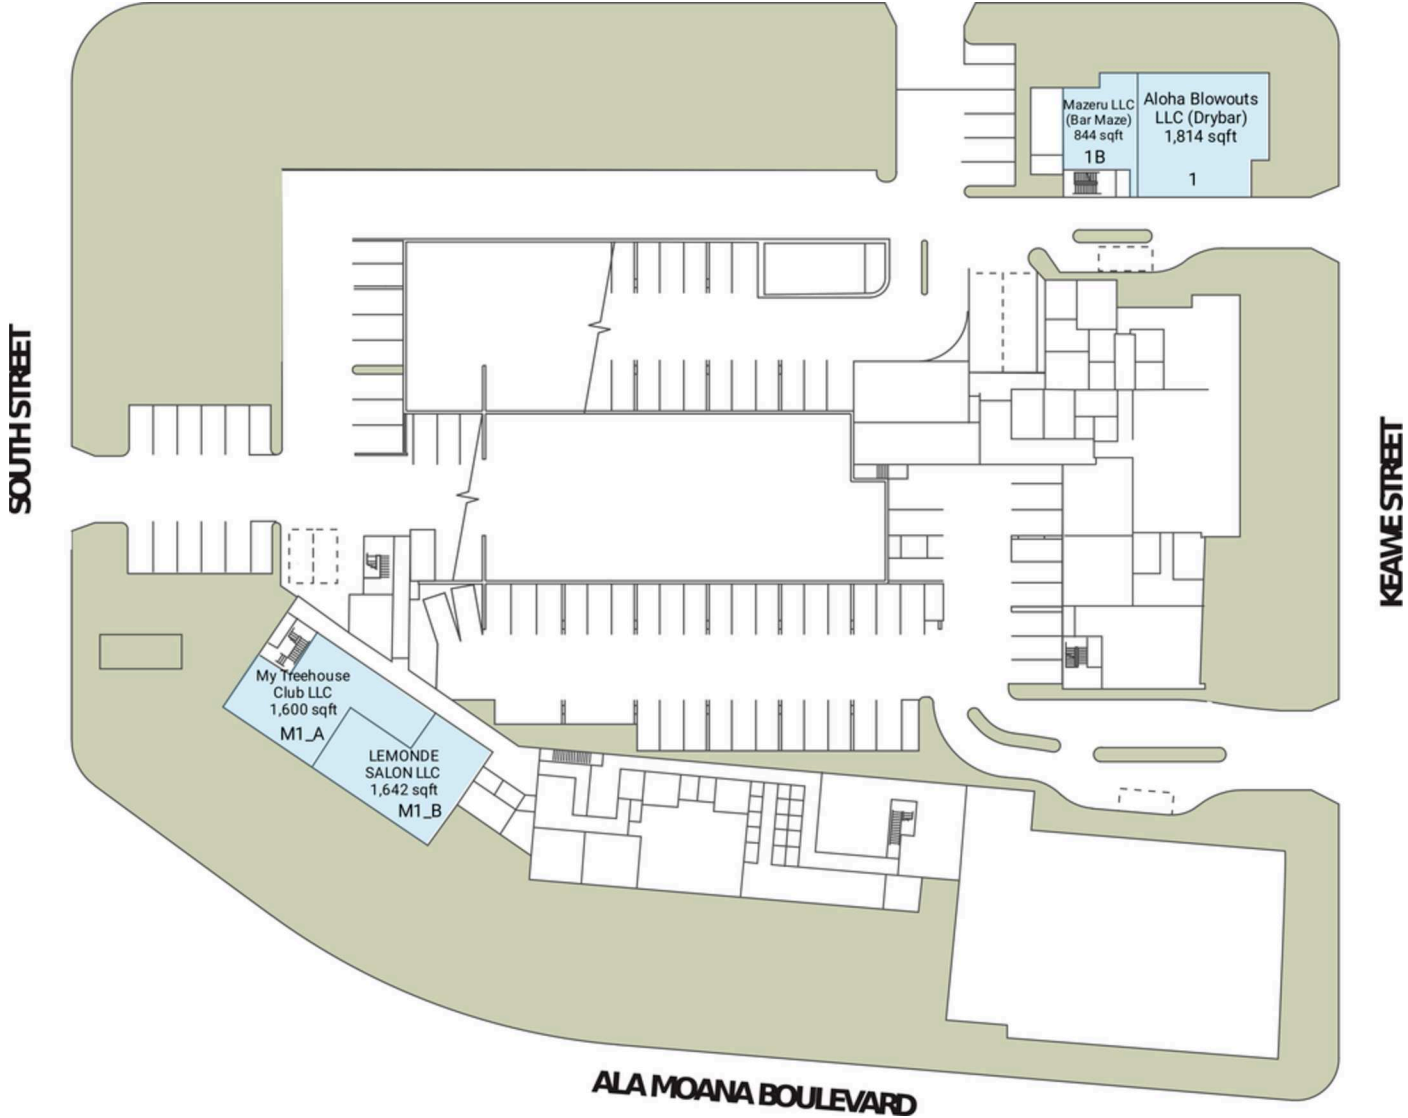 Mazeru LLC
(Bar Maze)
844 sqft
1B
Aloha Blowouts
LLC (Drybar)
1,814 sqft
1
SOUTH STREET
KEAWE STREET
My Treehouse
Club LLC
1,600 sqft
M1_A
LEMONDE
SALON LLC
1,642 sqft
M1_B
ALA MOANA BOULEVARD